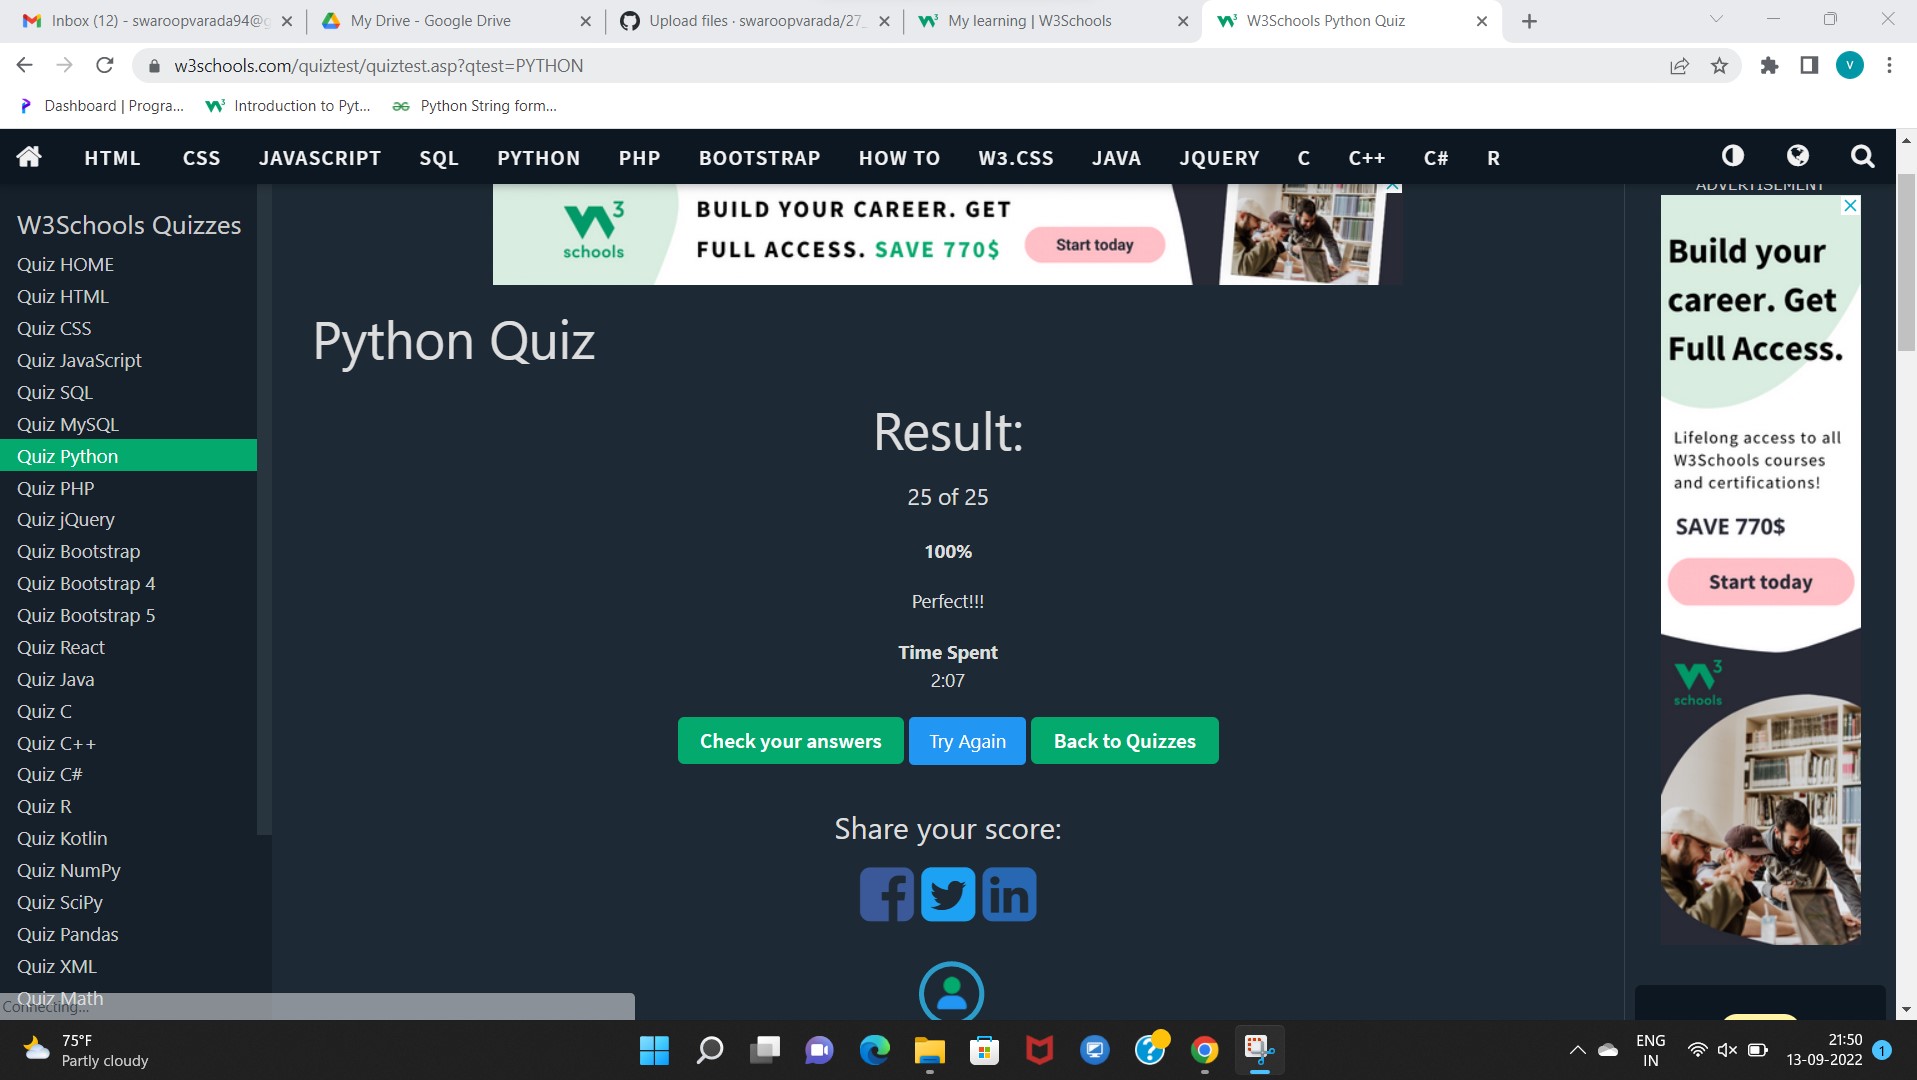 Inbox (12) - swaroopvarada94@g
My Drive - Google Drive
Upload files · swaroopvarada/27_
My learning | W3Schools
W3Schools Python Quiz
w3schools.com/quiztest/quiztest.asp?qtest=PYTHON
V
Dashboard | Progra...
Introduction to Pyt...
Python String form...
HTML CSS JAVASCRIPT SQL PYTHON PHP BOOTSTRAP HOW TO W3.CSS JAVA JQUERY C C++ C# R
W3Schools Quizzes
Quiz HOME
Quiz HTML
Quiz CSS
Quiz JavaScript
Quiz SQL
Quiz MySQL
Quiz Python
Quiz PHP
Quiz jQuery
Quiz Bootstrap
Quiz Bootstrap 4
Quiz Bootstrap 5
Quiz React
Quiz Java
Quiz C
Quiz C++
Quiz C#
Quiz R
Quiz Kotlin
Quiz NumPy
Quiz SciPy
Quiz Pandas
Quiz XML
Quiz Math
Connecting...
W3
schools
BUILD YOUR CAREER. GET
FULL ACCESS. SAVE 770$
Start today
Python Quiz
Result:
25 of 25
100%
Perfect!!!
Time Spent
2:07
Check your answers
Try Again
Back to Quizzes
Share your score:
ADVERTISEMENT
Build your
career. Get
Full Access.
Lifelong access to all
W3Schools courses
and certifications!
SAVE 770$
Start today
W3
schools
75°F
Partly cloudy
ENG
IN
21:50
13-09-2022
1